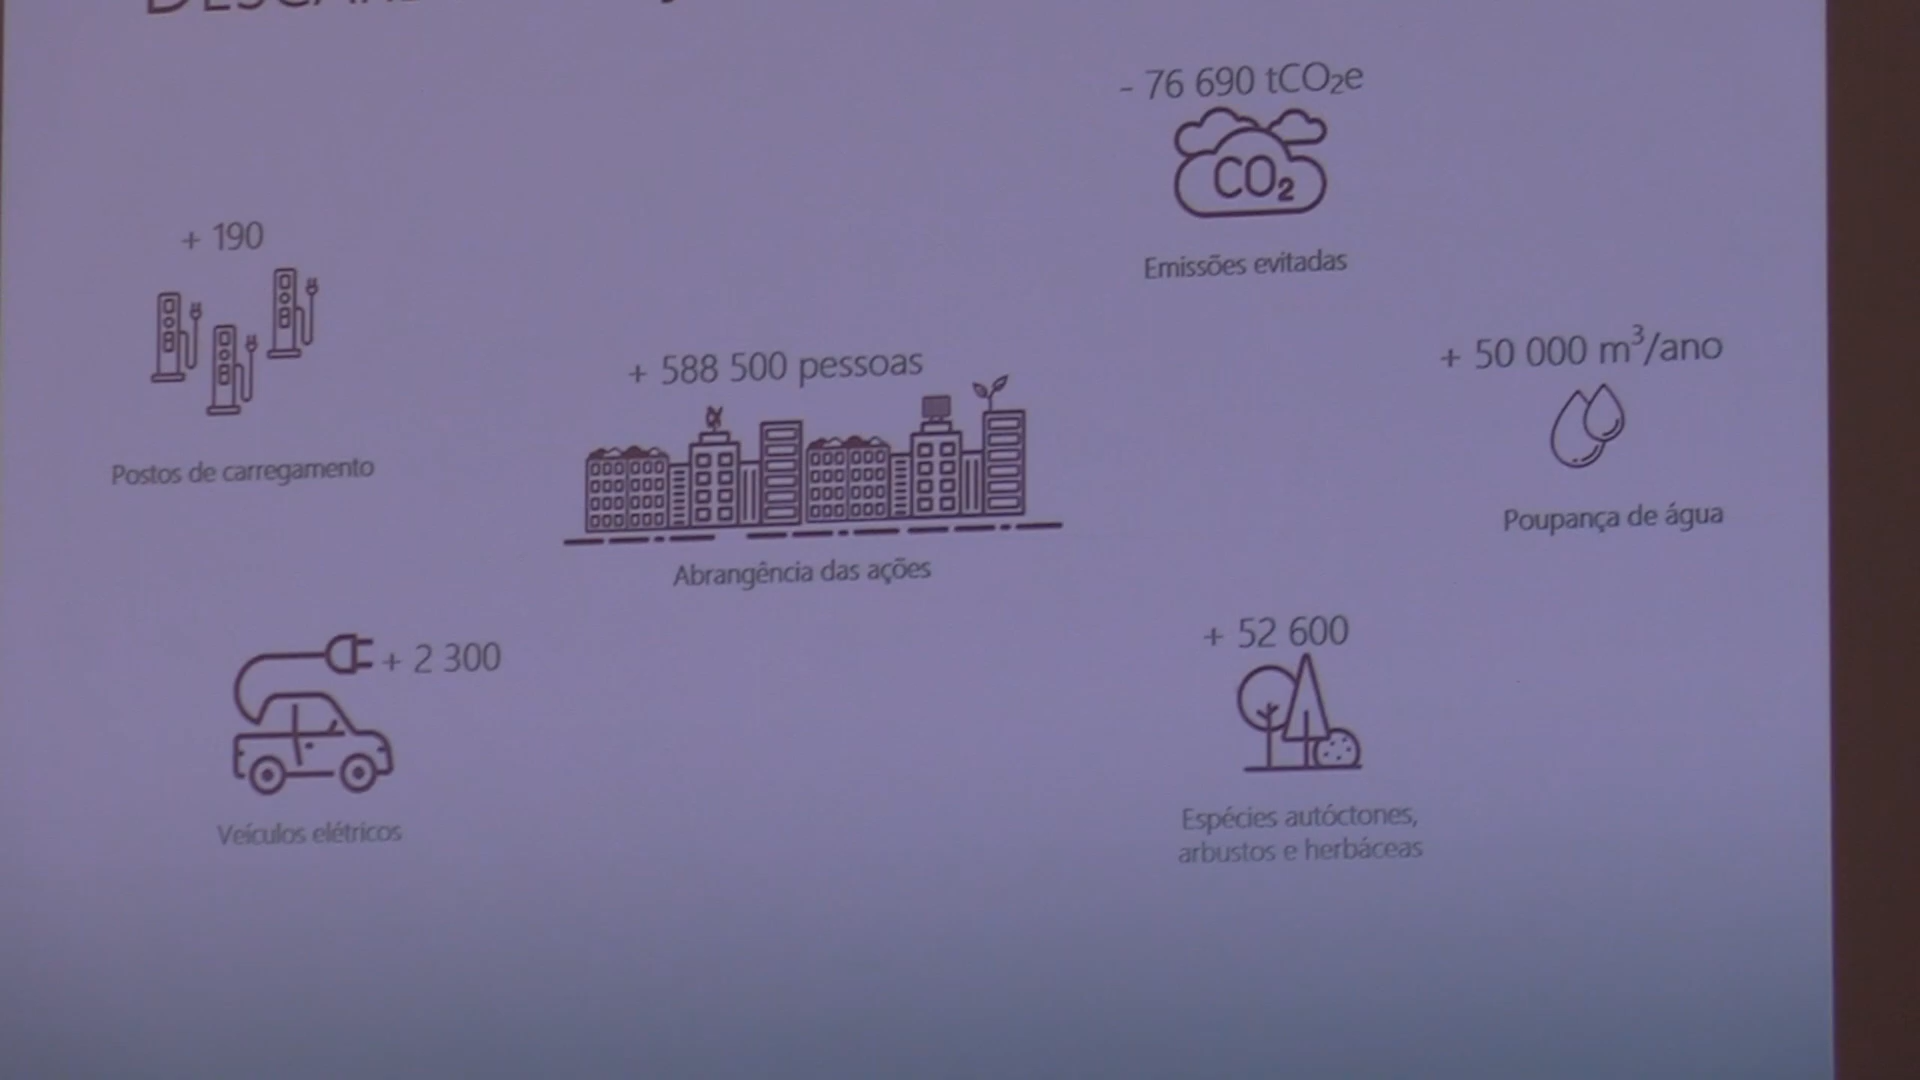 - 76 690 tCO₂e
CO₂
Emissões evitadas
+ 190
Postos de carregamento
+ 588 500 pessoas
Abrangência das ações
+ 50 000 m³/ano
Poupança de água
+ 2 300
Veículos elétricos
+ 52 600
Espécies autóctones,
arbustos e herbáceas